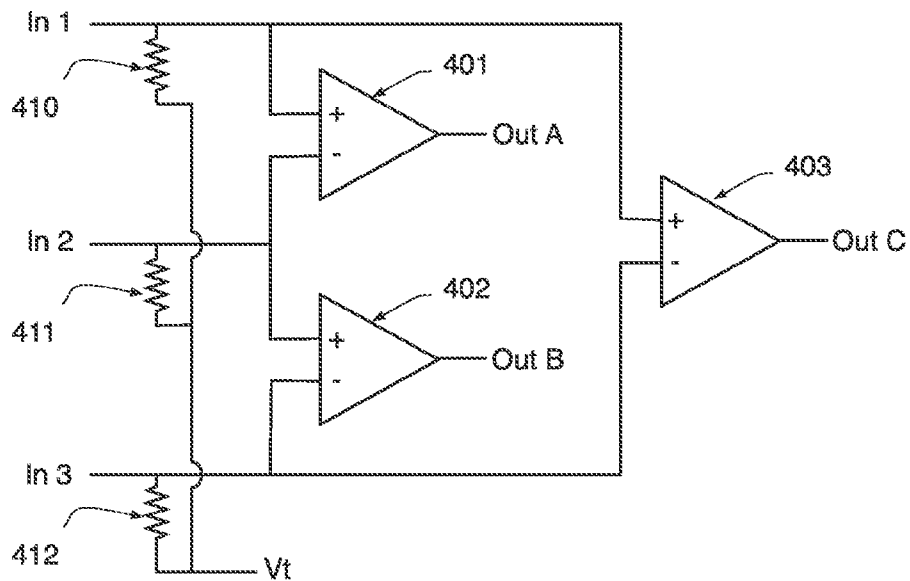 In 1
401
410
+
-
Out A
403
+
-
Out C
In 2
402
411
+
-
Out B
In 3
412
Vt